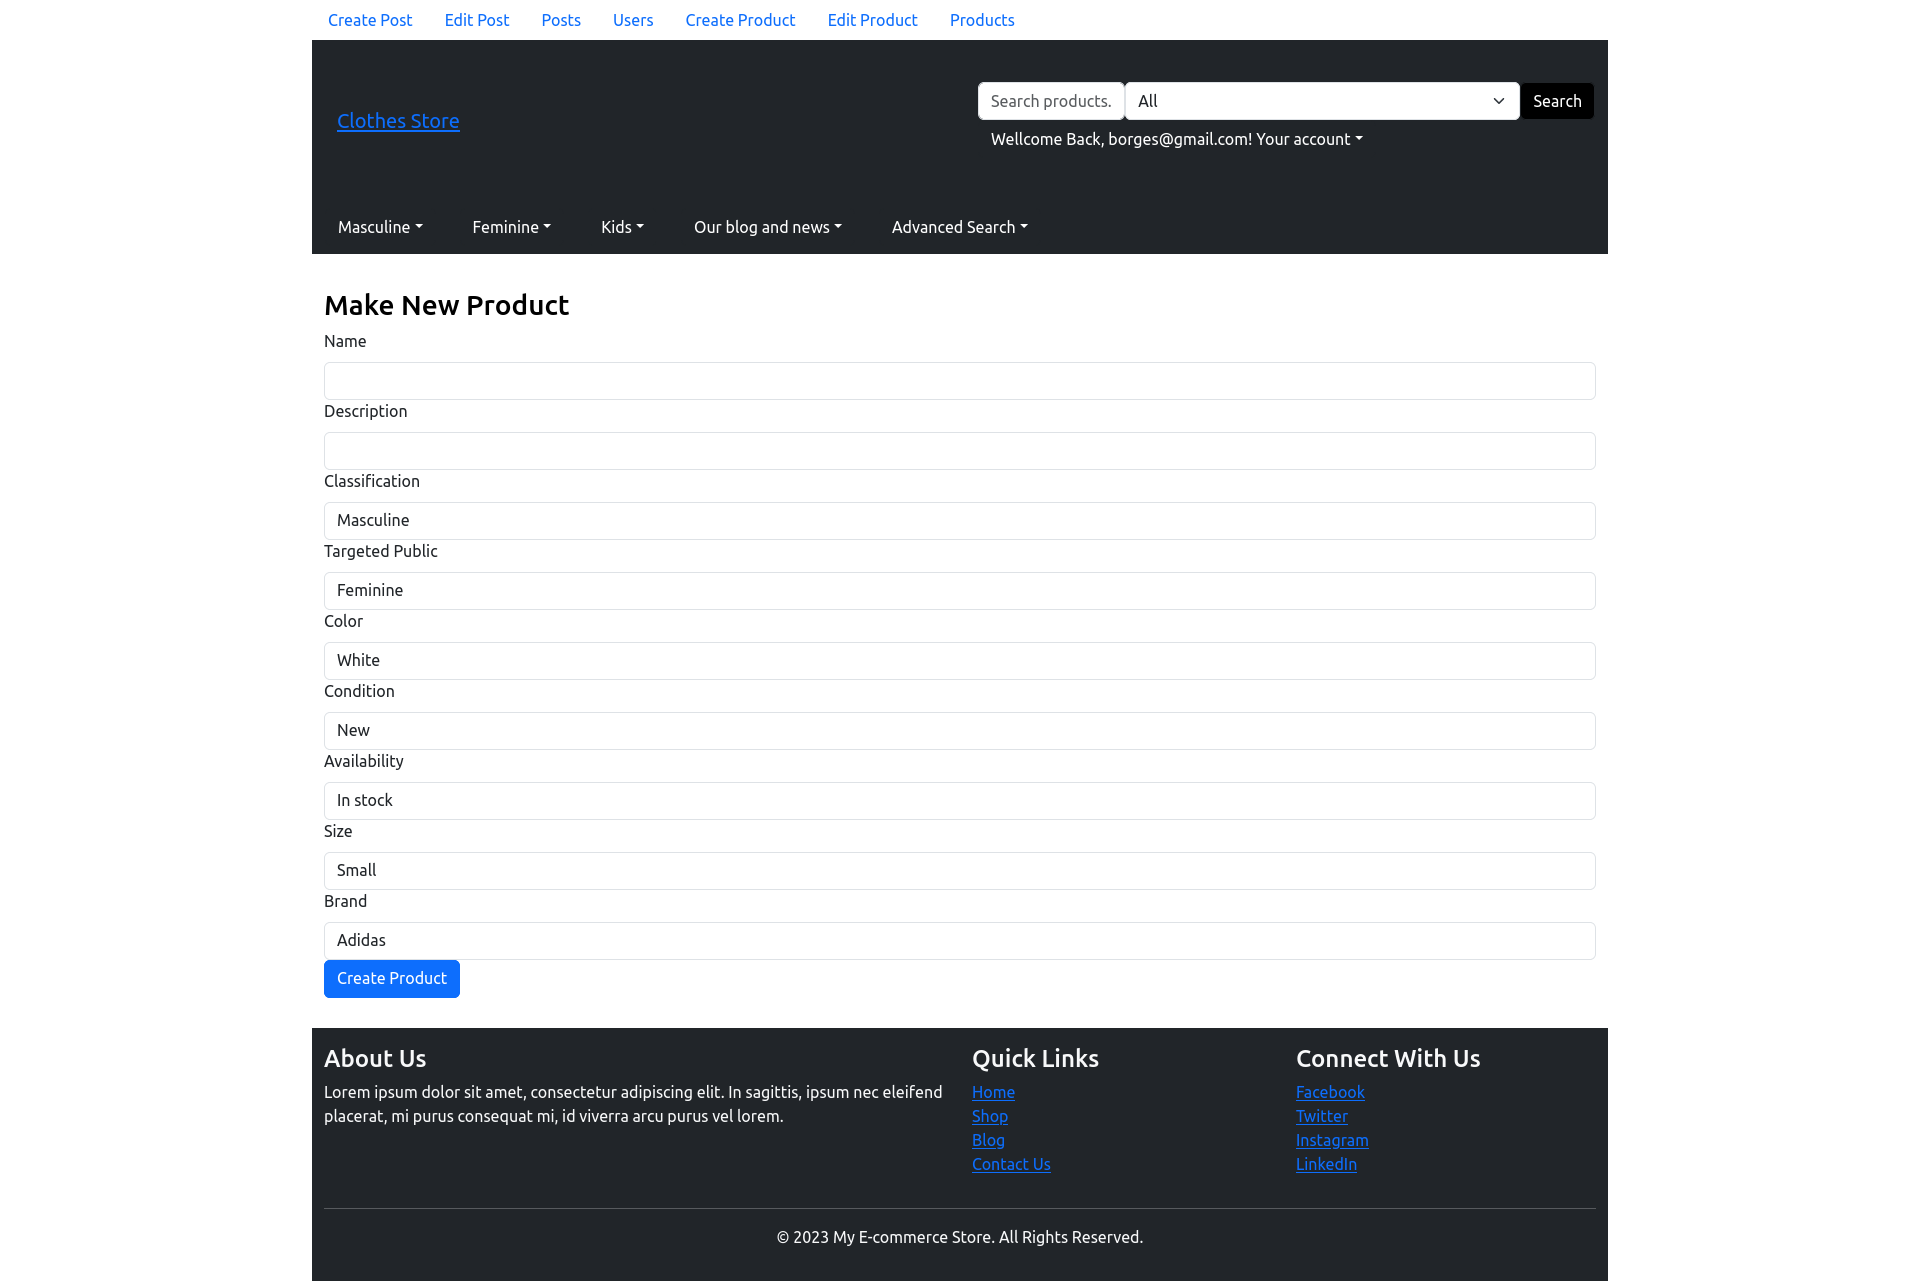 Create Post Edit Post Posts Users Create Product Edit Product Products
Clothes Store
Search products. All Search
Wellcome Back, borges@gmail.com! Your account
Masculine Feminine Kids Our blog and news Advanced Search
Make New Product
Name
Description
Classification
Masculine
Targeted Public
Feminine
Color
White
Condition
New
Availability
In stock
Size
Small
Brand
Adidas
Create Product
About Us
Lorem ipsum dolor sit amet, consectetur adipiscing elit. In sagittis, ipsum nec eleifend
placerat, mi purus consequat mi, id viverra arcu purus vel lorem.
Quick Links
Home
Shop
Blog
Contact Us
Connect With Us
Facebook
Twitter
Instagram
LinkedIn
© 2023 My E-commerce Store. All Rights Reserved.